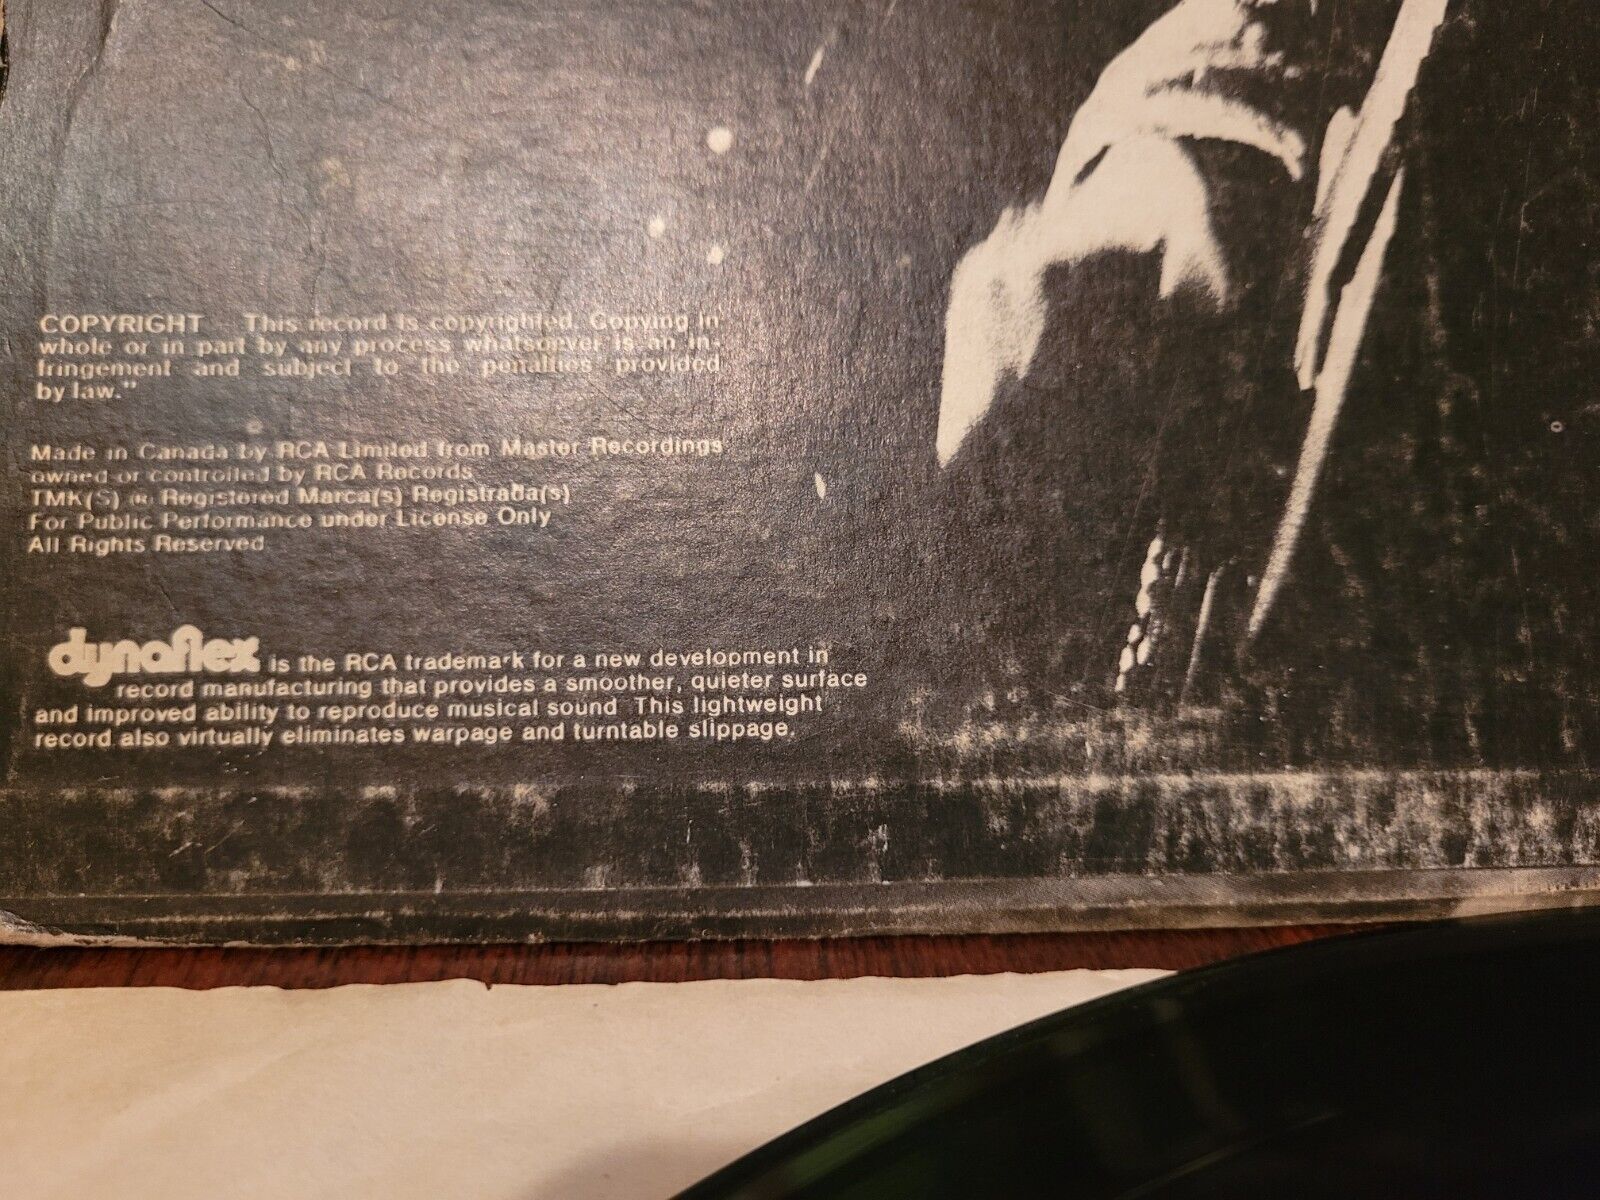 COPYRIGHT – This record is copyrighted. Copying in
whole or in part by any process whatsoever is an in-
fringement and subject to the penalties provided
by law."
Made in Canada by RCA Limited from Master Recordings
owned or controlled by RCA Records
TMK(S) ® Registered Marca(s) Registrada(s)
For Public Performance under License Only
All Rights Reserved
dynaflex is the RCA trademark for a new development in
record manufacturing that provides a smoother, quieter surface
and improved ability to reproduce musical sound This lightweight
record also virtually eliminates warpage and turntable slippage.